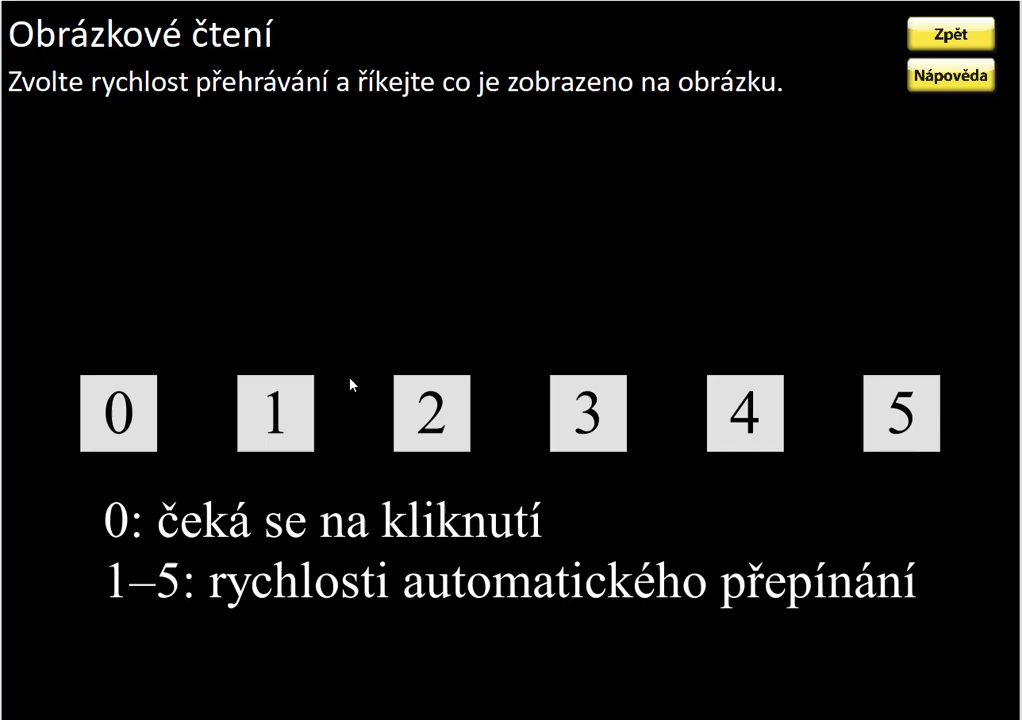 Obrázkové čtení
Zpět
Zvolte rychlost přehrávání a říkejte co je zobrazeno na obrázku.
Nápověda
0 1 2 3 4 5
0: čeká se na kliknutí
1–5: rychlosti automatického přepínání